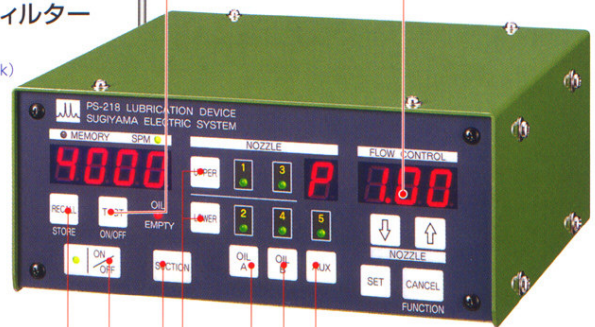 ィルター
k)
PS-218 LUBRICATION DEVICE
SUGIYAMA ELECTRIC SYSTEM
MEMORY SPM
NOZZLE
FLOW CONTROL
4000
UPPER
1
3
P
1.00
RECALL
TEST
OIL
EMPTY
LOWER
2
4
5
STORE
ON/OFF
ON
OFF
SUCTION
OIL
A
OIL
B
AUX
NOZZLE
SET
CANCEL
FUNCTION